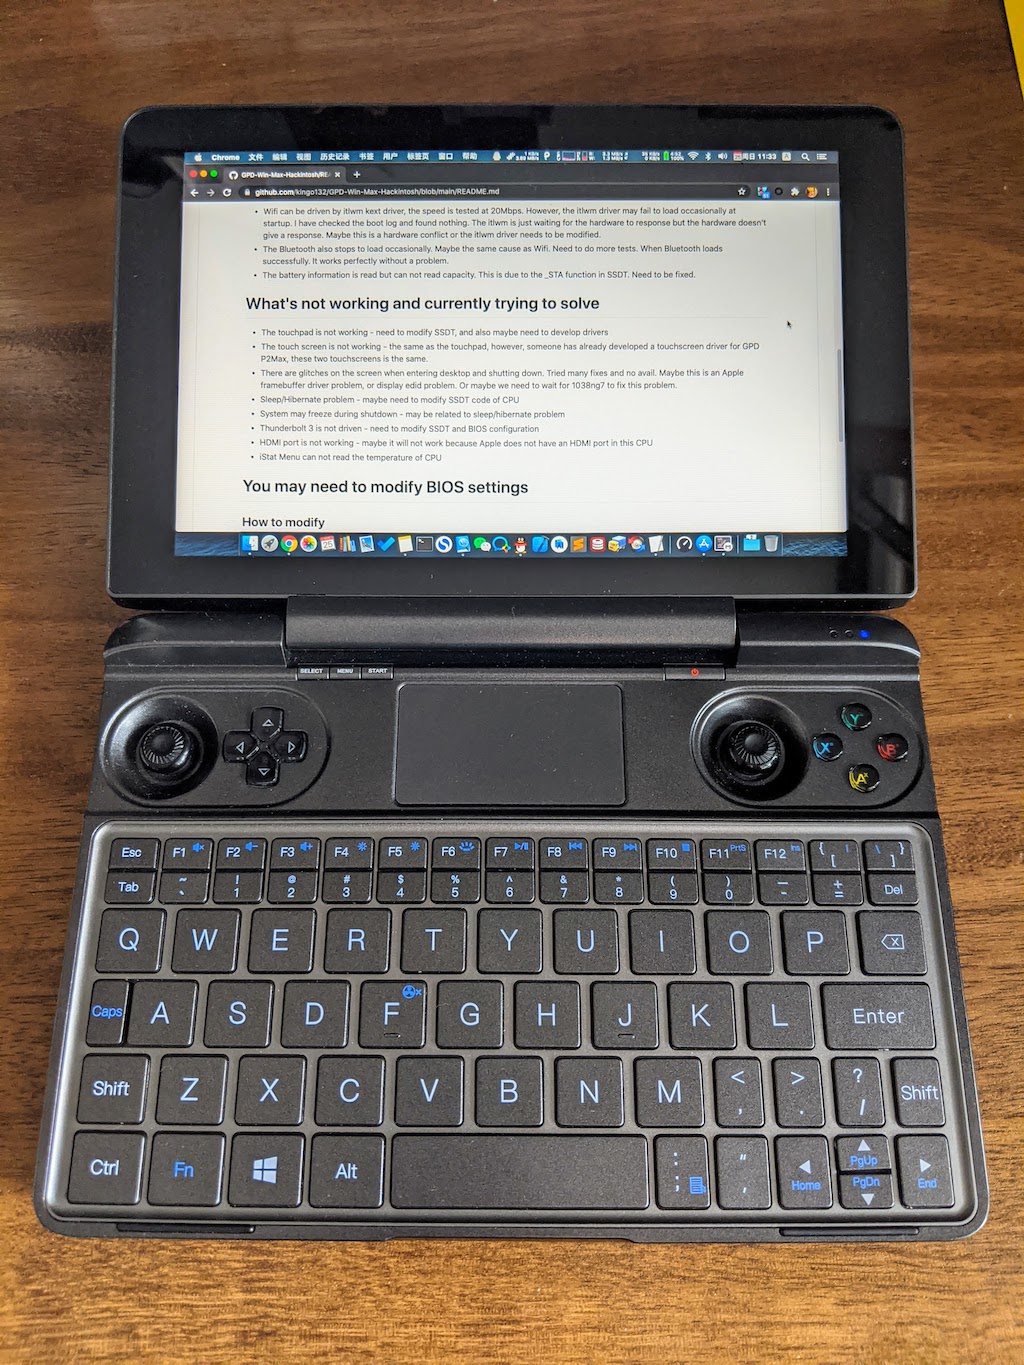 Chrome 文件 编辑 视图 历史记录 书签 用户 标签页 窗口 帮助 周日 11:33
GPD-Win-Max-Hackintosh/REA
github.com/kingo132/GPD-Win-Max-Hackintosh/blob/main/README.md
• Wifi can be driven by itlwm kext driver, the speed is tested at 20Mbps. However, the itlwm driver may fail to load occasionally at
startup. I have checked the boot log and found nothing. The itlwm is just waiting for the hardware to response but the hardware doesn't
give a response. Maybe this is a hardware conflict or the itlwm driver needs to be modified.
• The Bluetooth also stops to load occasionally. Maybe the same cause as Wifi. Need to do more tests. When Bluetooth loads
successfully. It works perfectly without a problem.
• The battery information is read but can not read capacity. This is due to the _STA function in SSDT. Need to be fixed.
What's not working and currently trying to solve
• The touchpad is not working - need to modify SSDT, and also maybe need to develop drivers
• The touch screen is not working - the same as the touchpad, however, someone has already developed a touchscreen driver for GPD
P2Max, these two touchscreens is the same.
• There are glitches on the screen when entering desktop and shutting down. Tried many fixes and no avail. Maybe this is an Apple
framebuffer driver problem, or display edid problem. Or maybe we need to wait for 1038ng7 to fix this problem.
• Sleep/Hibernate problem - maybe need to modify SSDT code of CPU
• System may freeze during shutdown - may be related to sleep/hibernate problem
• Thunderbolt 3 is not driven - need to modify SSDT and BIOS configuration
• HDMI port is not working - maybe it will not work because Apple does not have an HDMI port in this CPU
• iStat Menu can not read the temperature of CPU
You may need to modify BIOS settings
How to modify
SELECT MENU START
Y
X B
A
Esc F1 F2 F3 F4 F5 F6 F7 F8 F9 F10 F11 PrtS F12 Ins { [ | \ } ]
Tab ~ ` ! 1 @ 2 # 3 $ 4 % 5 ^ 6 & 7 * 8 ( 9 ) 0 _ - + = Del
Q W E R T Y U I O P
Caps A S D F G H J K L Enter
Shift Z X C V B N M < , > . ? / Shift
Ctrl Fn Alt : ; " ' Home PgUp PgDn End